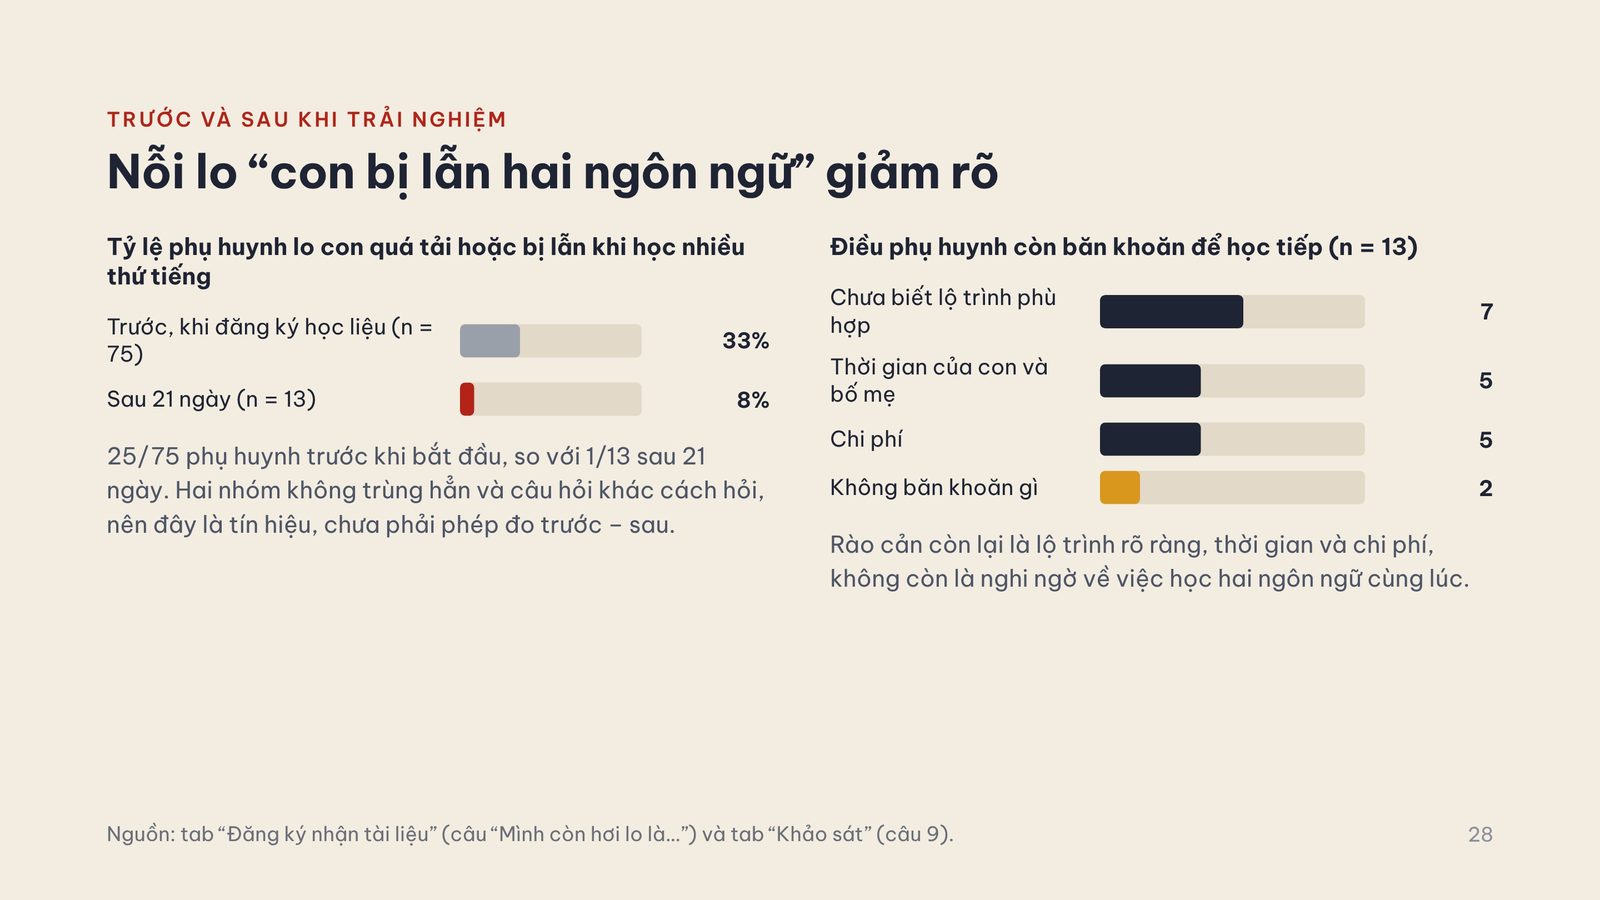 TRƯỚC VÀ SAU KHI TRẢI NGHIỆM
Nỗi lo “con bị lẫn hai ngôn ngữ” giảm rõ
Tỷ lệ phụ huynh lo con quá tải hoặc bị lẫn khi học nhiều
thứ tiếng
Trước, khi đăng ký học liệu (n =
75)
33%
Sau 21 ngày (n = 13)
8%
25/75 phụ huynh trước khi bắt đầu, so với 1/13 sau 21
ngày. Hai nhóm không trùng hẳn và câu hỏi khác cách hỏi,
nên đây là tín hiệu, chưa phải phép đo trước – sau.
Điều phụ huynh còn băn khoăn để học tiếp (n = 13)
Chưa biết lộ trình phù
hợp
7
Thời gian của con và
bố mẹ
5
Chi phí
5
Không băn khoăn gì
2
Rào cản còn lại là lộ trình rõ ràng, thời gian và chi phí,
không còn là nghi ngờ về việc học hai ngôn ngữ cùng lúc.
Nguồn: tab “Đăng ký nhận tài liệu” (câu “Mình còn hơi lo là…”) và tab “Khảo sát” (câu 9).
28